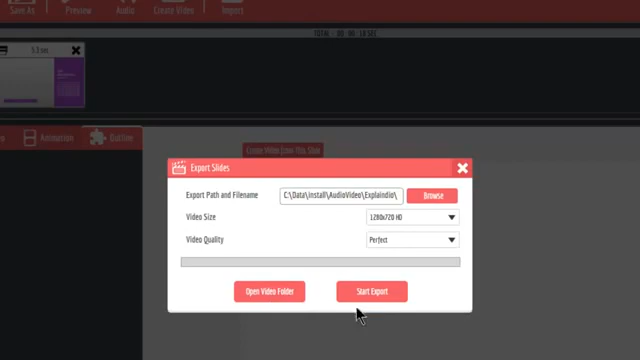 Save As Preview Audio Create Video Import
TOTAL - 00: 00: 10 SEC
5.3 sec
Animation Outline
Create Video From This Slide
Export Slides
Export Path and Filename C:\Data\Install\AudioVideo\Explaindio\ Browse
Video Size 1280x720 HD
Video Quality Perfect
Open Video Folder Start Export